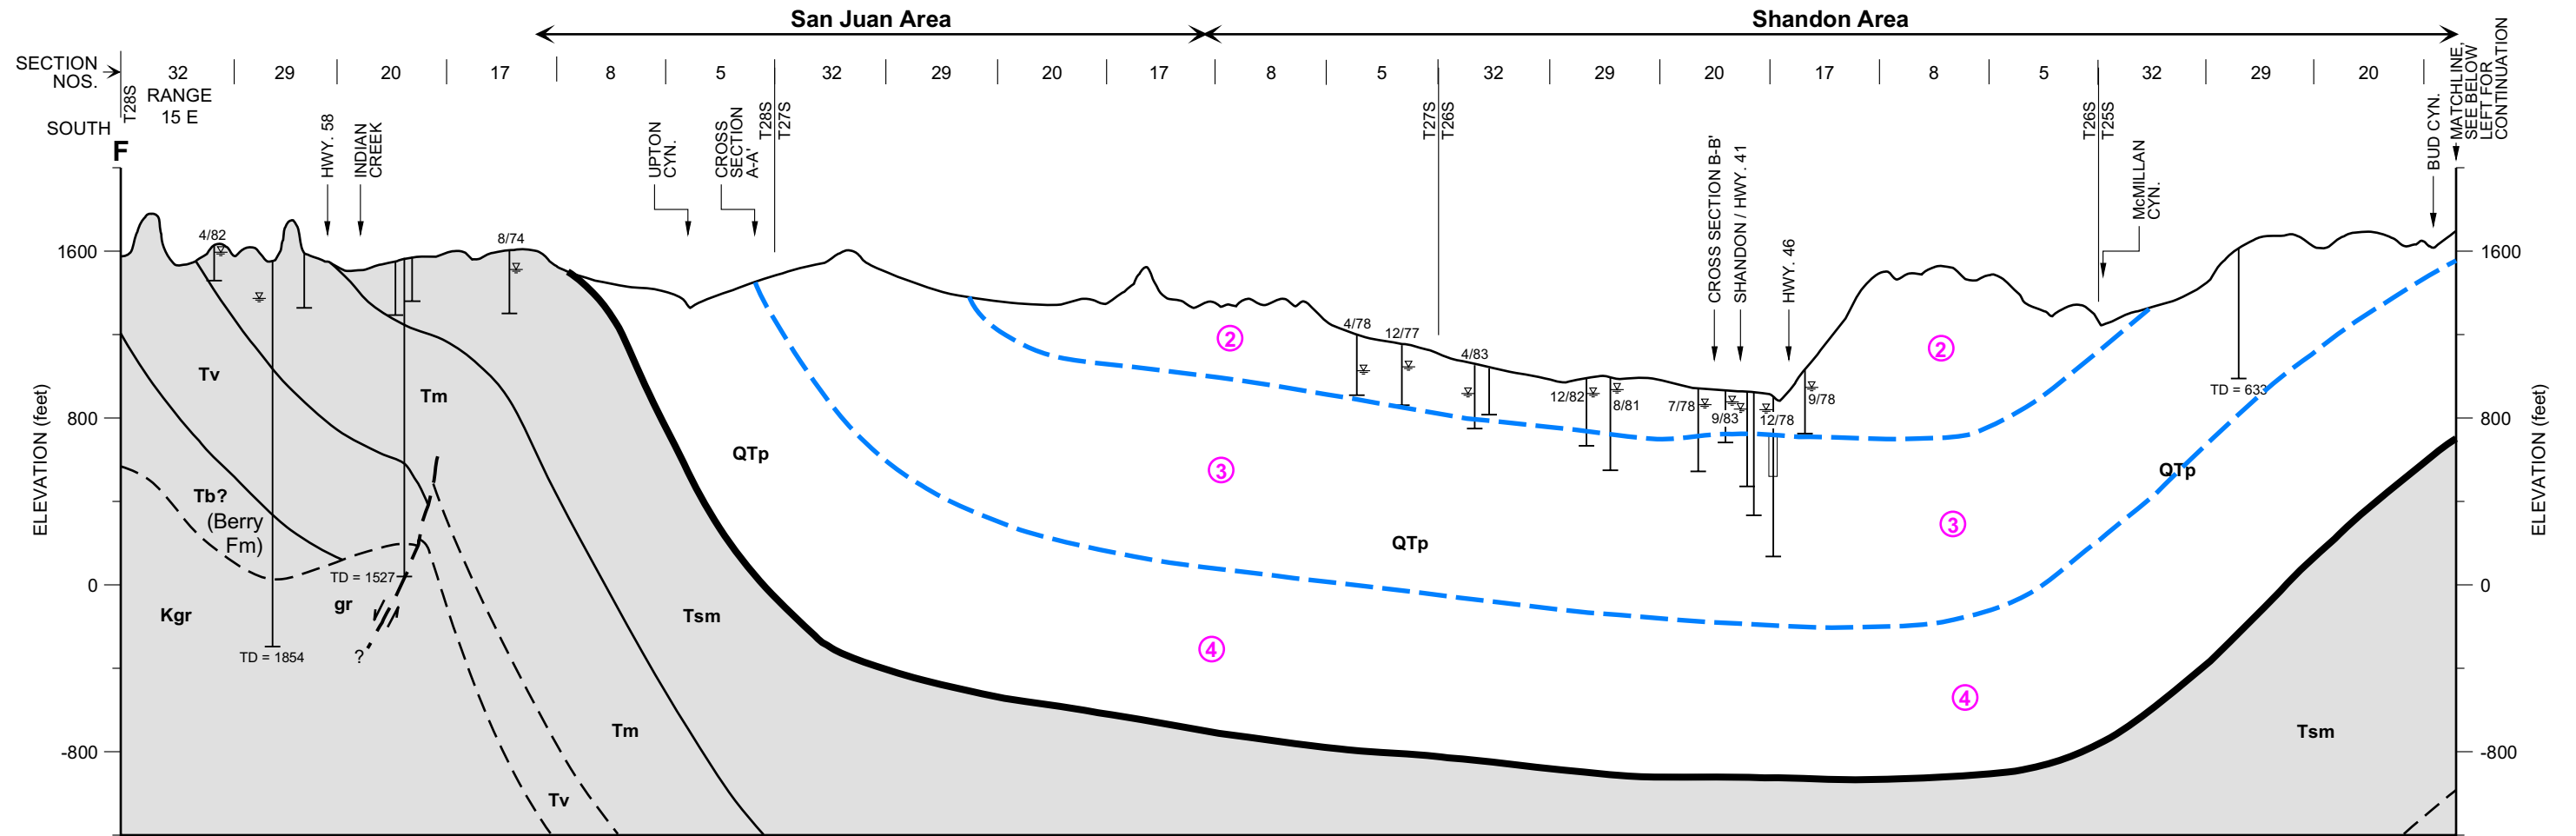 San Juan Area
Shandon Area
SECTION
NOS.
32
29
20
17
8
5
32
29
20
17
8
5
32
29
20
17
8
5
32
29
20
T28S
RANGE
15 E
SOUTH
F
HWY. 58
INDIAN
CREEK
UPTON
CYN.
CROSS
SECTION
A-A'
T28S
T27S
T27S
T26S
CROSS SECTION B-B'
SHANDON / HWY. 41
HWY. 46
T26S
T25S
McMILLAN
CYN.
BUD CYN.
MATCHLINE,
SEE BELOW
LEFT FOR
CONTINUATION
ELEVATION (feet)
1600
800
0
-800
4/82
8/74
4/78
12/77
4/83
12/82
8/81
7/78
9/83
12/78
9/78
TD = 633
Tv
Tm
Tb?
(Berry
Fm)
Kgr
gr
TD = 1527
TD = 1854
?
Tv
Tm
Tsm
QTp
2
3
4
QTp
2
3
4
QTp
Tsm
1600
800
0
-800
ELEVATION (feet)